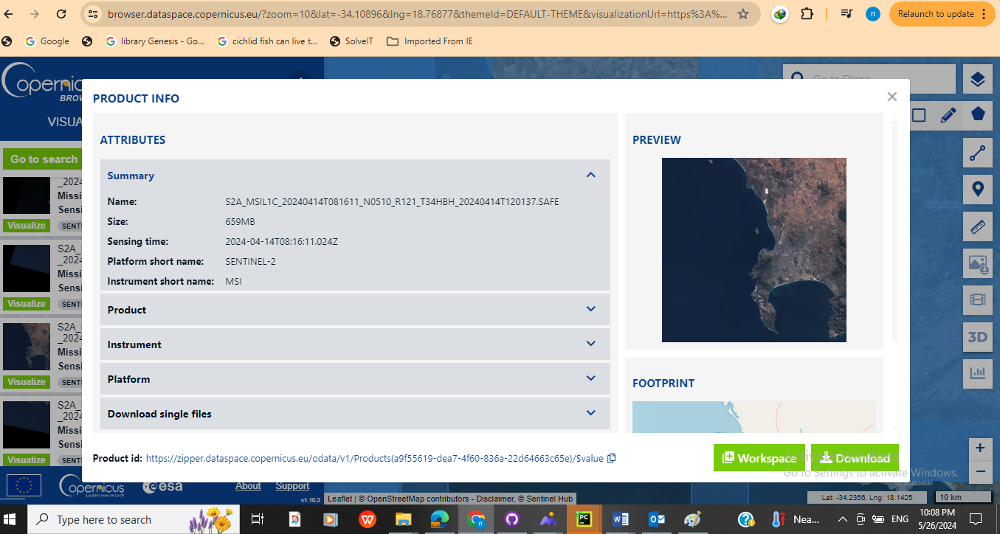 browser.dataspace.copernicus.eu/?zoom=10&lat=-34.10896&lng=18.76877&themeId=DEFAULT-THEME&visualizationUrl=https%3A%...
n
Relaunch to update
Google
library Genesis - Go...
cichlid fish can live t...
SolveIT
Imported From IE
opernic
BROW
VISUA
Go to search
_2024
Missi
Sensi
Visualize
SENT
S2A_
_2024
Missi
Sensi
Visualize
SENT
S2A_
_2024
Missi
Sensi
Visualize
SENT
S2A_
_2024
Missi
Sensi
Visualize
SENT
Go to Place
PRODUCT INFO
ATTRIBUTES
Summary
Name: S2A_MSIL1C_20240414T081611_N0510_R121_T34HBH_20240414T120137.SAFE
Size: 659MB
Sensing time: 2024-04-14T08:16:11.024Z
Platform short name: SENTINEL-2
Instrument short name: MSI
Product
Instrument
Platform
Download single files
PREVIEW
FOOTPRINT
Product id: https://zipper.dataspace.copernicus.eu/odata/v1/Products(a9f55619-dea7-4f60-836a-22d64663c65e)/$value
Workspace
Download
Activate Windows
Go to Settings to activate Windows.
3D
opernicus
Europe's eyes on Earth
esa
About Support
v1.10.2
Leaflet | © OpenStreetMap contributors - Disclaimer, © Sentinel Hub
Lat: -34.2356, Lng: 18.1425
10 km
Type here to search
W
PC
n
Nea...
ENG
10:08 PM
5/26/2024